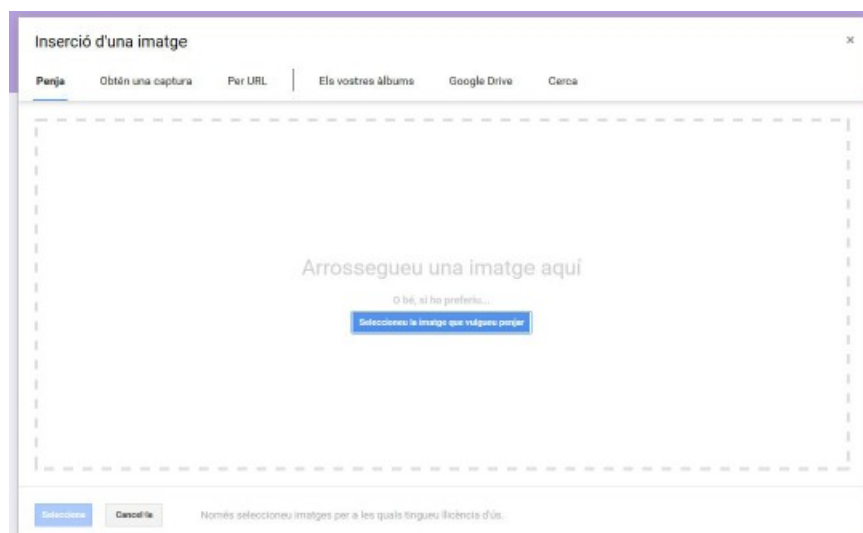 Inserció d'una imatge
×
Penja Obtén una captura Per URL Els vostres àlbums Google Drive Cerca
Arrossegueu una imatge aquí
O bé, si ho preferiu...
Seleccioneu la imatge que vulgueu penjar
Selecciona Cancel·la Només seleccioneu imatges per a les quals tingueu llicència d'ús.